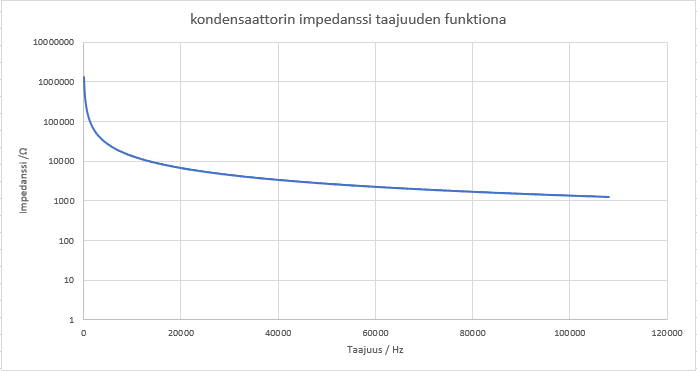 kondensaattorin impedanssi taajuuden funktiona
10000000
1000000
100000
10000
1000
100
10
1
Impedanssi /Ω
0 20000 40000 60000 80000 100000 120000
Taajuus / Hz